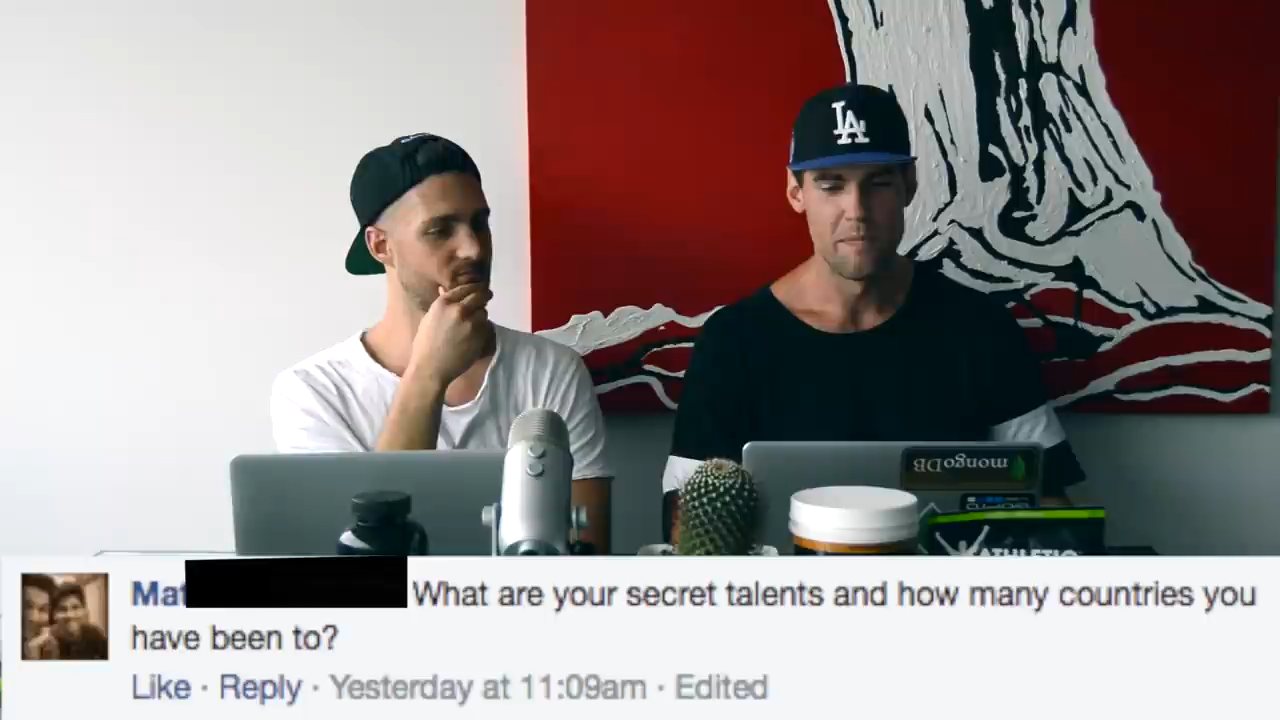 LA
mongoDB
ATHLETIC
Mat What are your secret talents and how many countries you
have been to?
Like · Reply · Yesterday at 11:09am · Edited